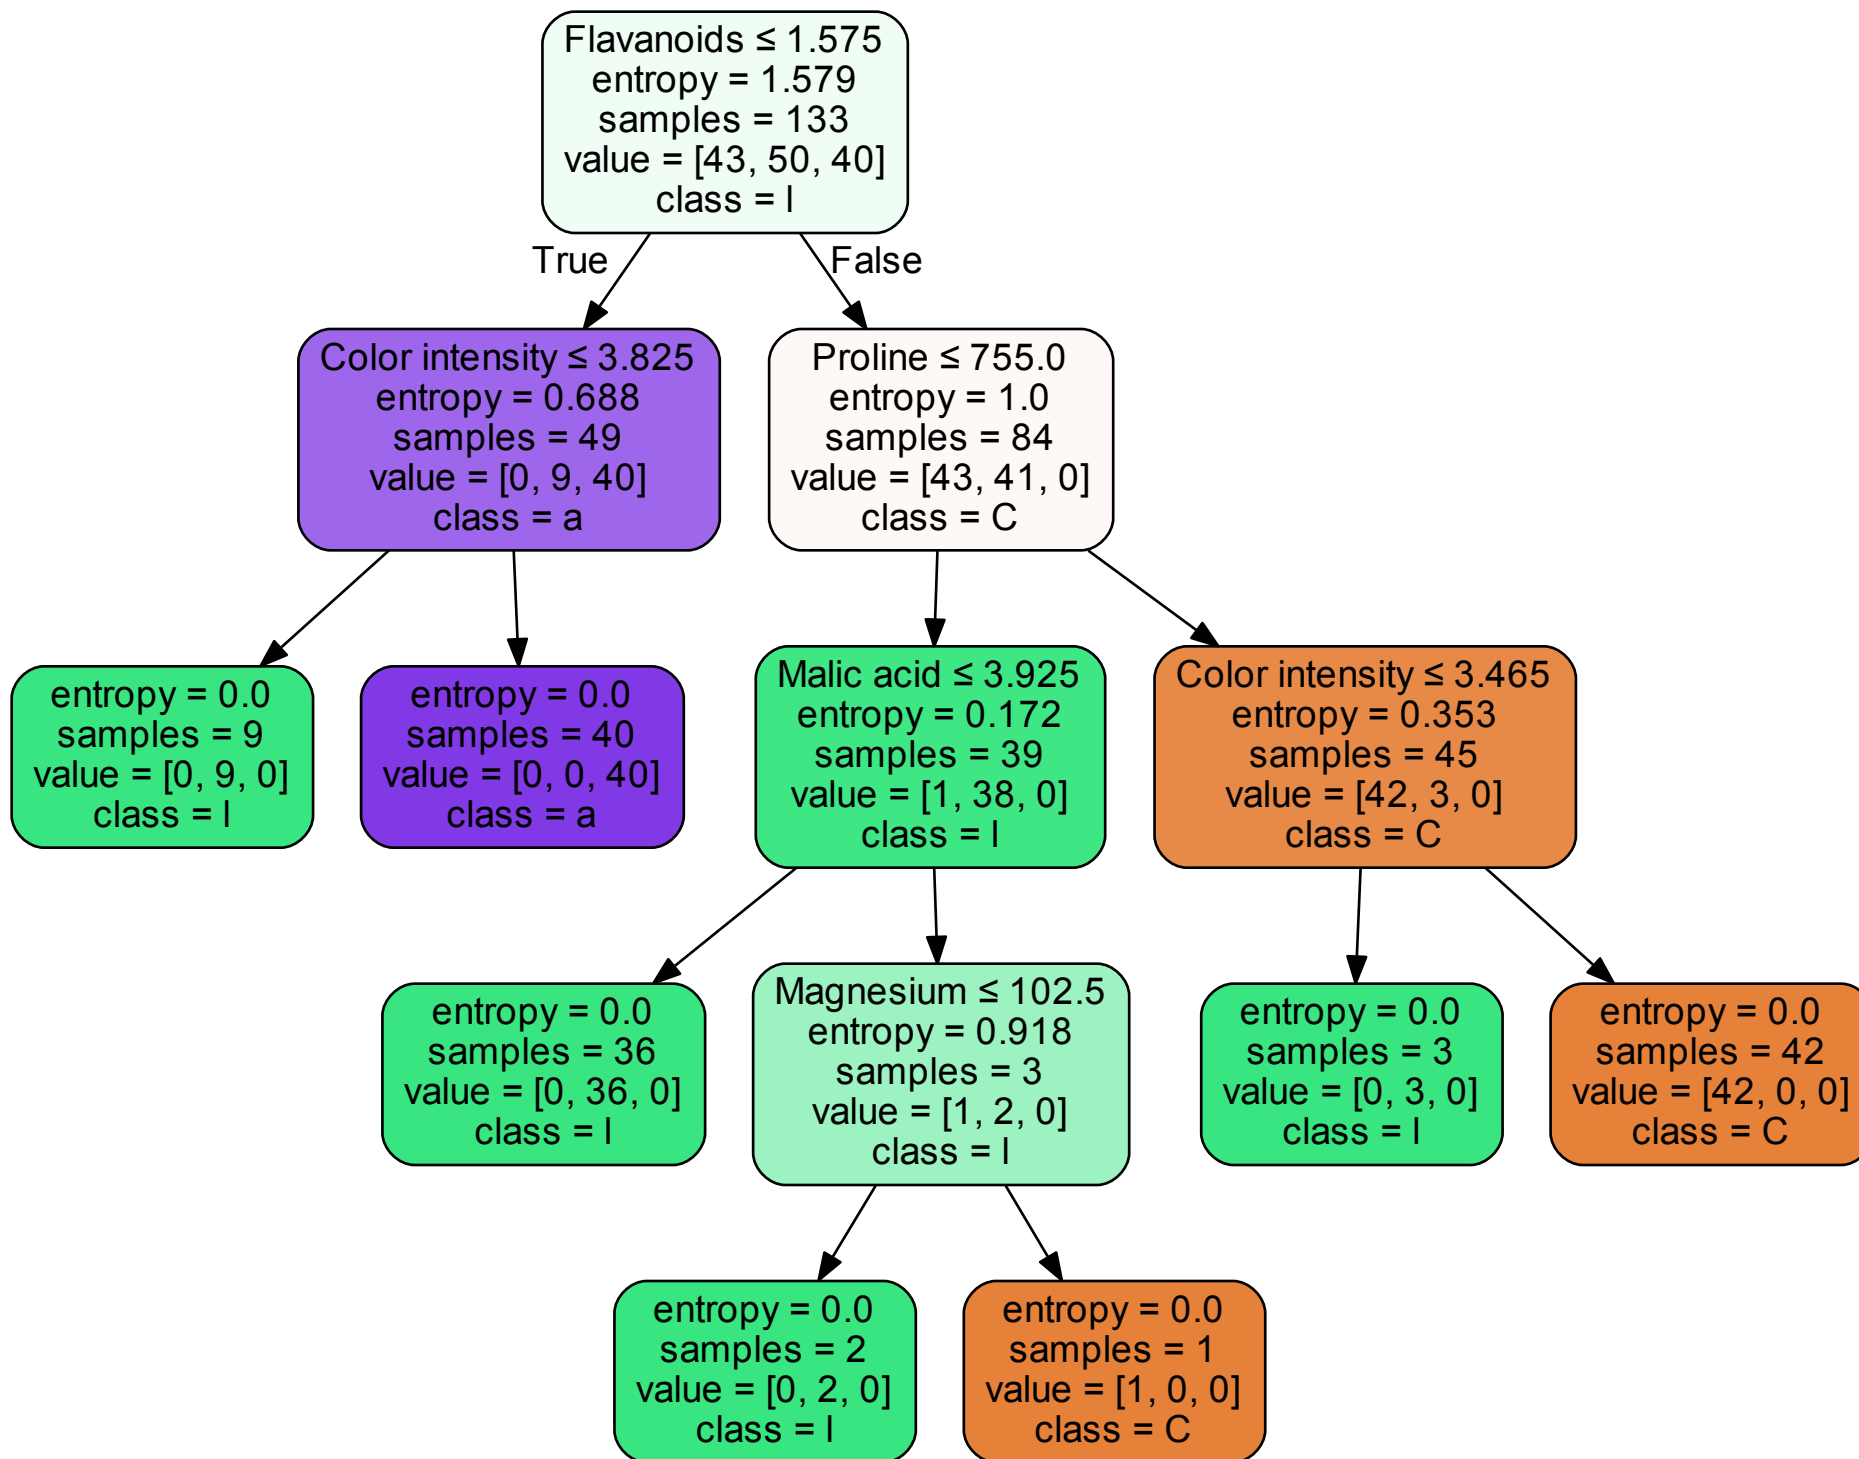 Flavanoids ≤ 1.575
entropy = 1.579
samples = 133
value = [43, 50, 40]
class = l
True
False
Color intensity ≤ 3.825
entropy = 0.688
samples = 49
value = [0, 9, 40]
class = a
Proline ≤ 755.0
entropy = 1.0
samples = 84
value = [43, 41, 0]
class = C
entropy = 0.0
samples = 9
value = [0, 9, 0]
class = l
entropy = 0.0
samples = 40
value = [0, 0, 40]
class = a
Malic acid ≤ 3.925
entropy = 0.172
samples = 39
value = [1, 38, 0]
class = l
Color intensity ≤ 3.465
entropy = 0.353
samples = 45
value = [42, 3, 0]
class = C
entropy = 0.0
samples = 36
value = [0, 36, 0]
class = l
Magnesium ≤ 102.5
entropy = 0.918
samples = 3
value = [1, 2, 0]
class = l
entropy = 0.0
samples = 3
value = [0, 3, 0]
class = l
entropy = 0.0
samples = 42
value = [42, 0, 0]
class = C
entropy = 0.0
samples = 2
value = [0, 2, 0]
class = l
entropy = 0.0
samples = 1
value = [1, 0, 0]
class = C